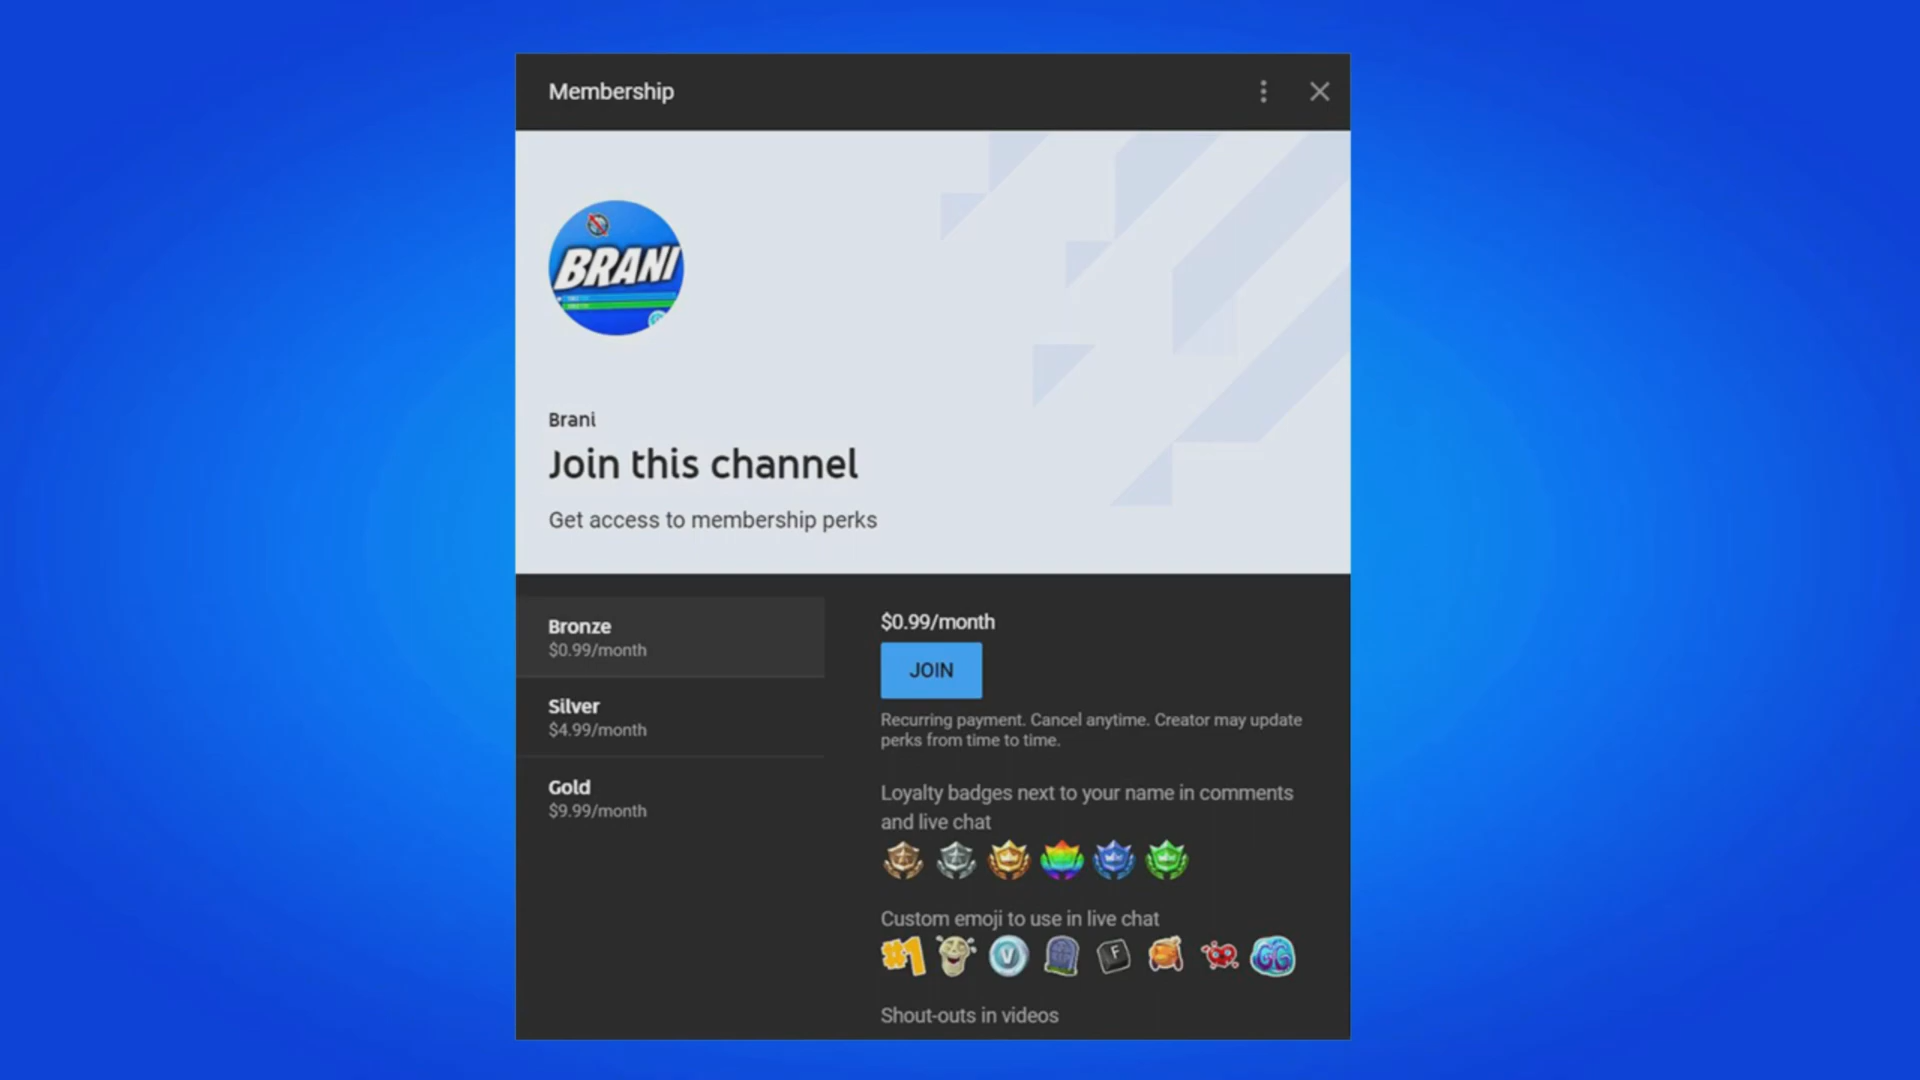 Membership
BRANI
Brani
Join this channel
Get access to membership perks
Bronze
$0.99/month
Silver
$4.99/month
Gold
$9.99/month
$0.99/month
JOIN
Recurring payment. Cancel anytime. Creator may update
perks from time to time.
Loyalty badges next to your name in comments
and live chat
Custom emoji to use in live chat
#1
V
RIP
F
GG
Shout-outs in videos